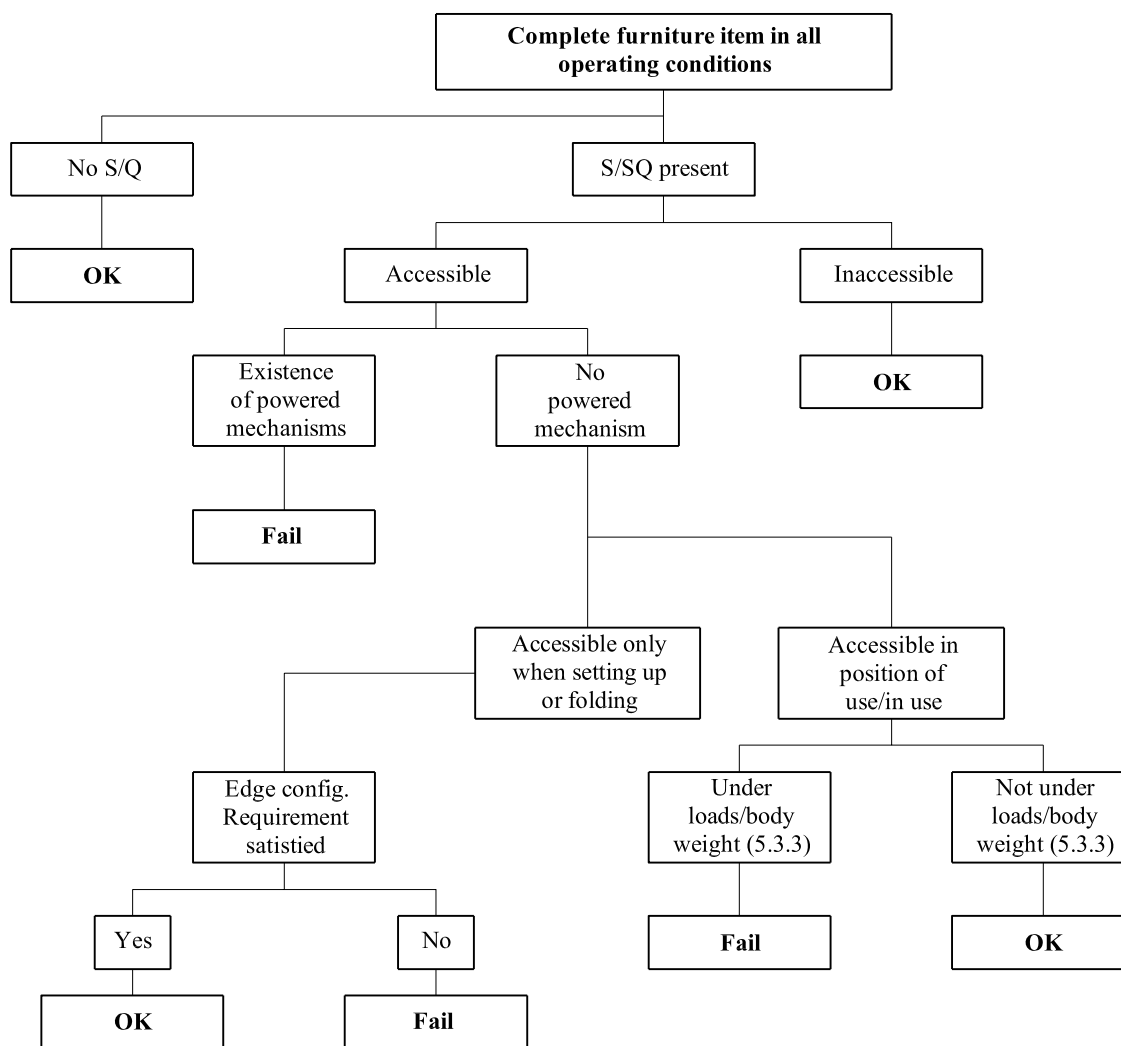 Complete furniture item in all
operating conditions
No S/Q
S/SQ present
OK
Accessible
Inaccessible
Existence
of powered
mechanisms
No
powered
mechanism
OK
Fail
Accessible only
when setting up
or folding
Accessible in
position of
use/in use
Edge config.
Requirement
satistied
Under
loads/body
weight (5.3.3)
Not under
loads/body
weight (5.3.3)
Yes
No
Fail
OK
OK
Fail